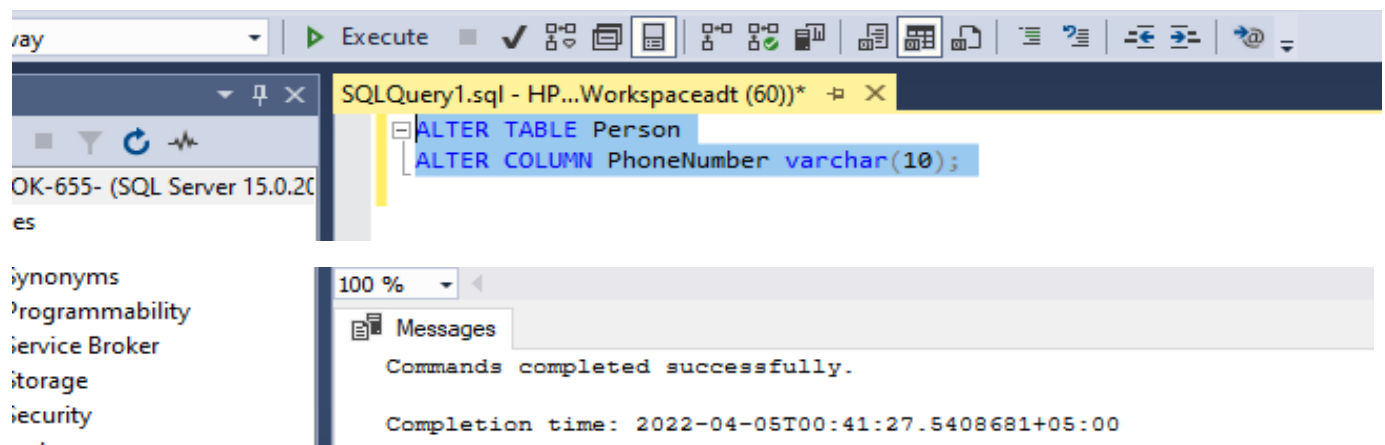 vay
Execute
SQLQuery1.sql - HP...Workspaceadt (60))*
ALTER TABLE Person
ALTER COLUMN PhoneNumber varchar(10);
OK-655- (SQL Server 15.0.20
es
Synonyms
Programmability
Service Broker
Storage
Security
100 %
Messages
Commands completed successfully.
Completion time: 2022-04-05T00:41:27.5408681+05:00